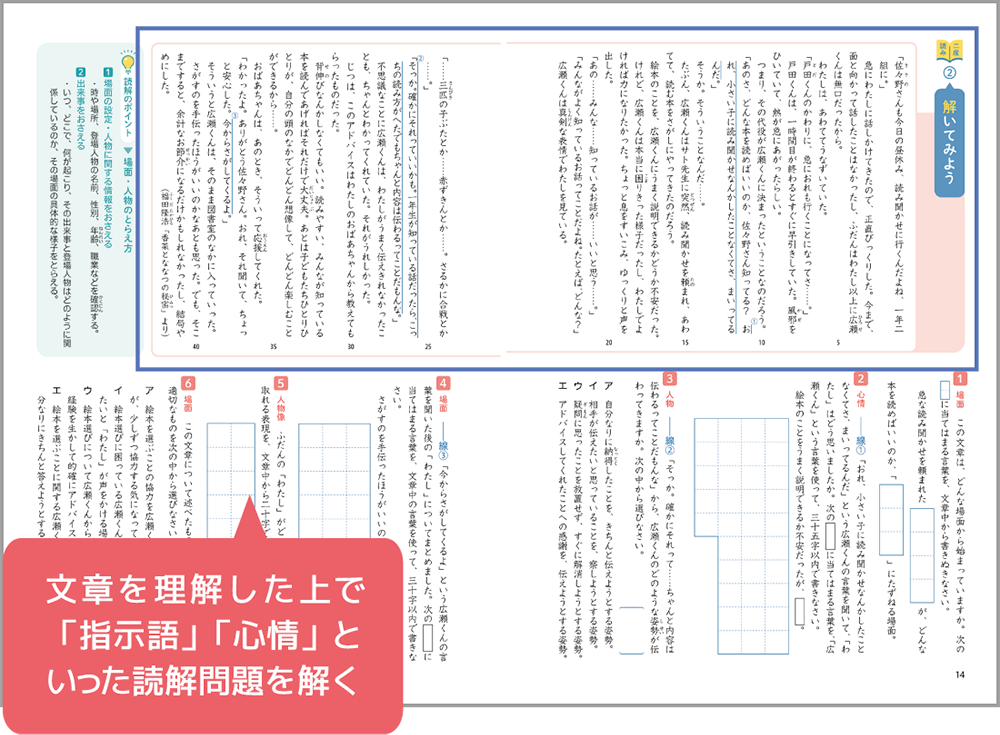 二度読み
② 解いてみよう
「佐々野さんも今日の昼休み、読み聞かせに行くんだよね、一年二
組に。」
急にわたしに話しかけてきたので、正直びっくりした。今まで、
面と向かって話したことはなかったし、ふだんはわたし以上に広瀬
くんは無口だったから。
わたしは、あわててうなずいていた。
「戸田くんのかわりに、急におれも行くことになってさ……。」
戸田くんは、一時間目が終わるとすぐに早引きしていた。風邪を
ひいていて、熱が急にあがったらしい。
つまり、その代役が広瀬くんに決まったということなのだろう。
「あのさ、どんな本を読めばいいのか、佐々野さん知ってる？①お
れ、小さい子に読み聞かせなんかしたことなくてさ、まいってる
んだ。」
そうか。そういうことなんだ……。
たぶん、広瀬くんはサト先生に突然、読み聞かせを頼まれ、あわ
てて、読む本をさがしにやってきたのだろう。
絵本のことを、広瀬くんにうまく説明できるかどうか不安だった。
けれど、広瀬くんは本当に困りきった様子だったし、わたしでよ
ければ力になりたかった。ちょっと息をすいこみ、ゆっくりと声を
出した。
「あの……みんな……知っているお話が……いいと思う……。」
「みんながよく知っているお話ってことだよね。たとえば、どんな？」
広瀬くんは真剣な表情でわたしを見ている。
5
10
15
20
「……三匹の子ぶたとか……赤ずきんとか……。さるかに合戦とか
……。」
②「そっか。確かにそれっていいかも。一年生が知っている話だったら、こっ
ちの読み方がへたでもちゃんと内容は伝わるってことだもんな。」
不思議なことに広瀬くんは、わたしがうまく伝えきれなかったこ
とも、ちゃんとわかってくれていた。それがうれしかった。
じつは、このアドバイスはわたしのおばあちゃんから教えても
らったものだった。
背伸びなんかしなくてもいい。読みやすい、みんなが知っている
本を読んであげればそれだけで大丈夫。あとは子どもたちひとりひ
とりが、自分の頭のなかでどんどん想像して、どんどん楽しむこと
ができるから……。
おばあちゃんは、あのとき、そういって応援してくれた。
「わかったよ。ありがとう佐々野さん。おれ、それ聞いて、ちょっ
と安心した。③今からさがしてくるよ。」
そういうと広瀬くんは、そのまま図書室のなかに入っていった。
さがすのを手伝ったほうがいいのかなあとも思った。でも、そこ
までするると、余計なお節介になるだけかもしれなかったし、結局や
めにした。
（福田隆浩「香菜とななつの秘密」より）
25
30
35
40
読解のポイント ▼ 場面・人物のとらえ方
1 場面の設定・人物に関する情報をおさえる
・時や場所、登場人物の名前、性別、年齢、職業などを確認する。
2 出来事をおさえる
・いつ、どこで、何が起こり、その出来事と登場人物はどのように関
係しているのか、その場面の具体的な様子をとらえる。
1 場面 この文章は、どんな場面から始まっていますか。次の
に当てはまる言葉を、文章中から書きぬきなさい。
急な読み聞かせを頼まれた が、どんな
本を読めばいいのか、「 」にたずねる場面。
2 心情 ――線①「おれ、小さい子に読み聞かせなんかしたこと
なくてさ、まいってるんだ」という広瀬くんの言葉を聞いて、「わ
たし」はどう思いましたか。次の に当てはまる言葉を、「広
瀬くん」という言葉を使って、三十五字以内で書きなさい。
絵本のことをうまく説明できるか不安だったが、 。
3 人物 ――線②「そっか。確かにそれって……ちゃんと内容は
伝わるってことだもんな」から、広瀬くんのどのような姿勢が伝
わってきますか。次の中から選びなさい。
ア 自分なりに納得したことを、きちんと伝えようとする姿勢。
イ 相手が伝えたいと思っていることを、察しようとする姿勢。
ウ 疑問に思ったことを放置せず、すぐに解消しようとする姿勢。
エ アドバイスしてくれたことへの感謝を、伝えようとする姿勢。
4 場面 ――線③「今からさがしてくるよ」という広瀬くんの言
葉を聞いた後の「わたし」についてまとめました。次の に
当てはまる言葉を、文章中の言葉を使って、三十字以内で書きな
さい。
さがすのを手伝ったほうがいいの
5 人物像 ふだんの「わたし」がど
取れる表現を、文章中から二十字で
6 場面 この文章について述べたも
適切なものを次の中から選びなさい
ア 絵本を選ぶことの協力を広瀬
が、少しずつ協力する気になって
イ 絵本選びに困っている広瀬くん
たいと「わたし」が声をかける場
ウ 絵本選びについて広瀬くんから
経験を生かして的確にアドバイス
エ 絵本を選ぶことに関する広瀬く
分なりにきちんと答えようとする
14
文章を理解した上で
「指示語」「心情」と
いった読解問題を解く